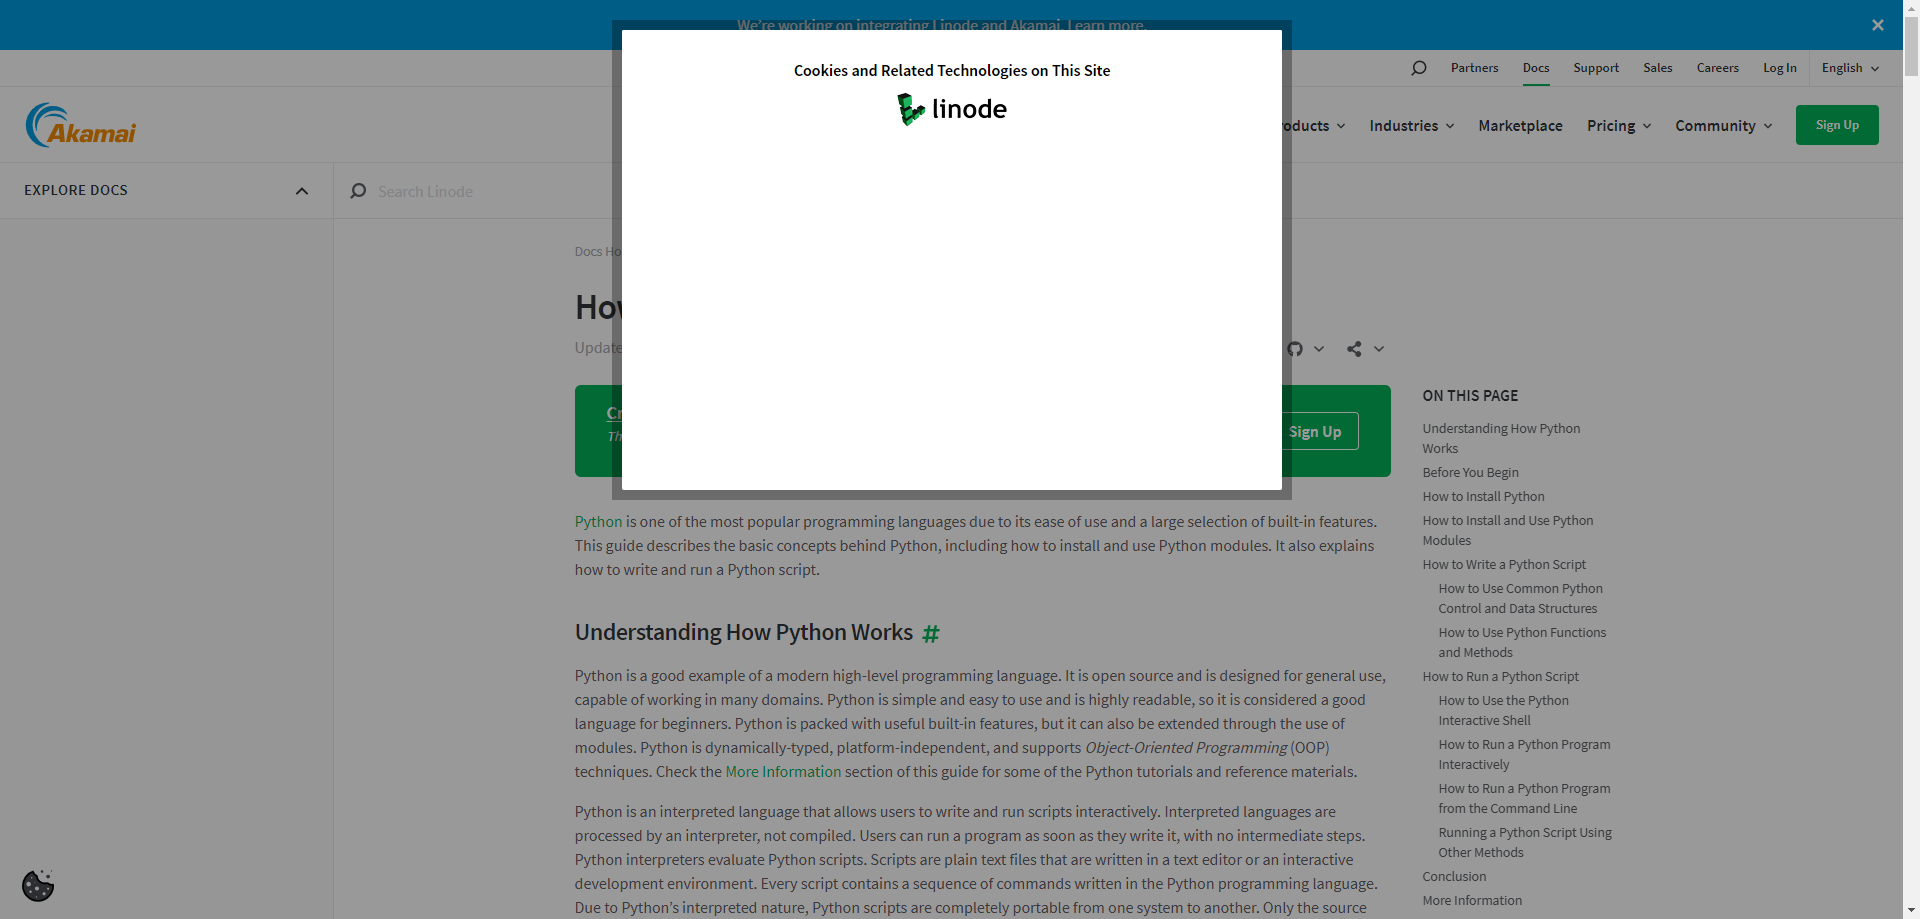 We're working on integrating Linode and Akamai. Learn more.
Cookies and Related Technologies on This Site
linode
Partners
Docs
Support
Sales
Careers
Log In
English
Akamai
Industries
Marketplace
Pricing
Community
Sign Up
EXPLORE DOCS
Search Linode
Docs
Sign Up
ON THIS PAGE
Understanding How Python
Works
Before You Begin
How to Install Python
How to Install and Use Python
Modules
How to Write a Python Script
How to Use Common Python
Control and Data Structures
How to Use Python Functions
and Methods
How to Run a Python Script
How to Use the Python
Interactive Shell
How to Run a Python Program
Interactively
How to Run a Python Program
from the Command Line
Running a Python Script Using
Other Methods
Conclusion
More Information
Python is one of the most popular programming languages due to its ease of use and a large selection of built-in features.
This guide describes the basic concepts behind Python, including how to install and use Python modules. It also explains
how to write and run a Python script.
Understanding How Python Works #
Python is a good example of a modern high-level programming language. It is open source and is designed for general use,
capable of working in many domains. Python is simple and easy to use and is highly readable, so it is considered a good
language for beginners. Python is packed with useful built-in features, but it can also be extended through the use of
modules. Python is dynamically-typed, platform-independent, and supports Object-Oriented Programming (OOP)
techniques. Check the More Information section of this guide for some of the Python tutorials and reference materials.
Python is an interpreted language that allows users to write and run scripts interactively. Interpreted languages are
processed by an interpreter, not compiled. Users can run a program as soon as they write it, with no intermediate steps.
Python interpreters evaluate Python scripts. Scripts are plain text files that are written in a text editor or an interactive
development environment. Every script contains a sequence of commands written in the Python programming language.
Due to Python's interpreted nature, Python scripts are completely portable from one system to another. Only the source